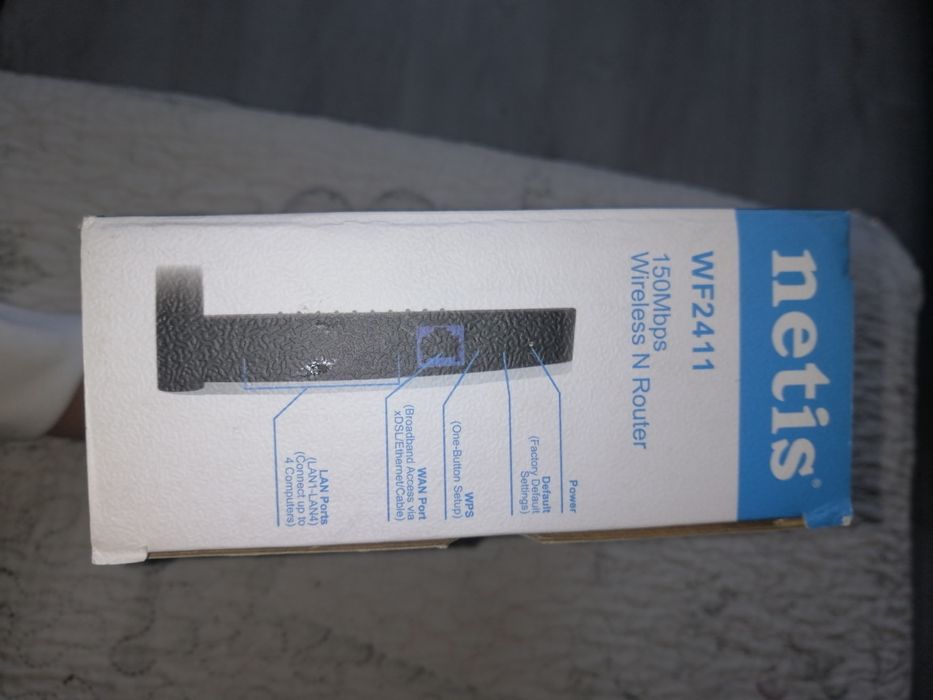 netis®
WF2411
150Mbps
Wireless N Router
Power
Default
(Factory Default
Settings)
WPS
(One-Button Setup)
WAN Port
(Broadband Access via
xDSL/Ethernet/Cable)
LAN Ports
(LAN1-LAN4)
(Connect up to
4 Computers)